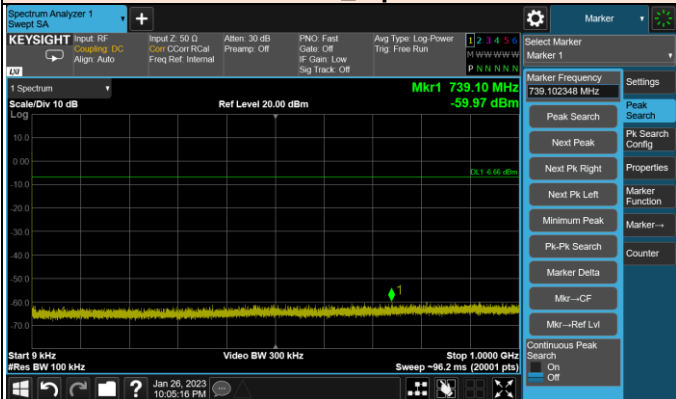 Spectrum Analyzer 1
Swept SA
+
Marker
KEYSIGHT
Input: RF
Coupling: DC
Align: Auto
Input Z: 50 Ω
Corr CCorr RCal
Freq Ref: Internal
Atten: 30 dB
Preamp: Off
PNO: Fast
Gate: Off
IF Gain: Low
Sig Track: Off
Avg Type: Log-Power
Trig: Free Run
1 2 3 4 5 6
M W W W W W
P N N N N N
LXI
Select Marker
Marker 1
1 Spectrum
Scale/Div 10 dB
Log
Ref Level 20.00 dBm
Mkr1 739.10 MHz
-59.97 dBm
10.0
0.00
-10.0
-20.0
-30.0
-40.0
-50.0
-60.0
-70.0
DL1 -6.66 dBm
1
Start 9 kHz
#Res BW 100 kHz
Video BW 300 kHz
Stop 1.0000 GHz
Sweep ~96.2 ms (20001 pts)
Marker Frequency
739.102348 MHz
Peak Search
Next Peak
Next Pk Right
Next Pk Left
Minimum Peak
Pk-Pk Search
Marker Delta
Mkr→CF
Mkr→Ref Lvl
Continuous Peak
Search
On
Off
Settings
Peak
Search
Pk Search
Config
Properties
Marker
Function
Marker→
Counter
?
Jan 26, 2023
10:05:16 PM